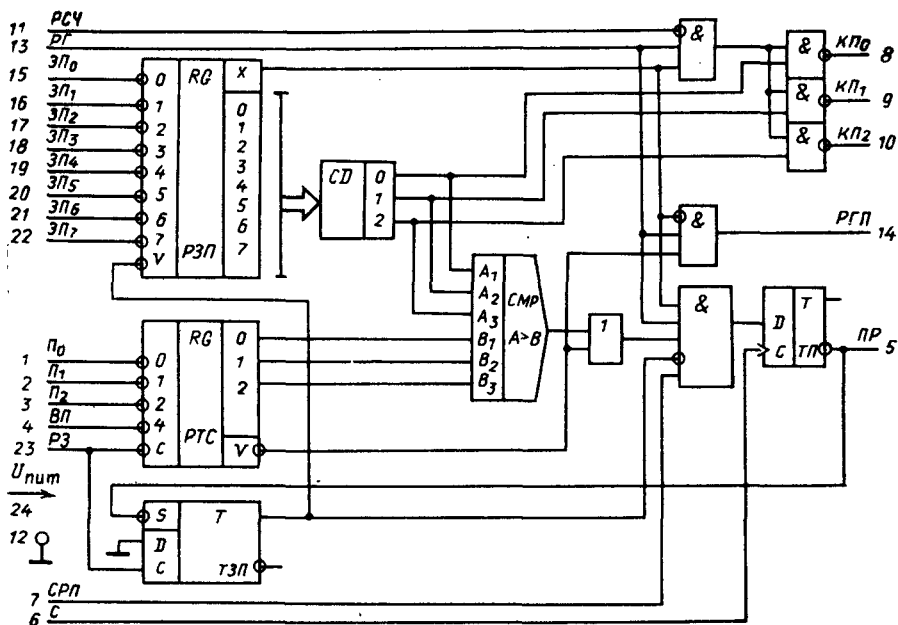 11 РСЧ
13 РГ
15 ЗП0
16 ЗП1
17 ЗП2
18 ЗП3
19 ЗП4
20 ЗП5
21 ЗП6
22 ЗП7
0 RG X
1 0
2 1
3 2
4 3
5 4
6 5
7 РЗП 6
V 7
CD 0
1
2
&
& КП0 8
& КП1 9
& КП2 10
& РГП 14
A1
A2 CMP
A3 A>B
B1
B2
B3
1
&
D T
C ТП ПР 5
1 П0
2 П1
3 П2
4 ВП
23 РЗ
0 RG 0
1 1
2 2
4
C РТС V
Uпит
24
12
S T
D
C ТЗП
7 СРП
6 С